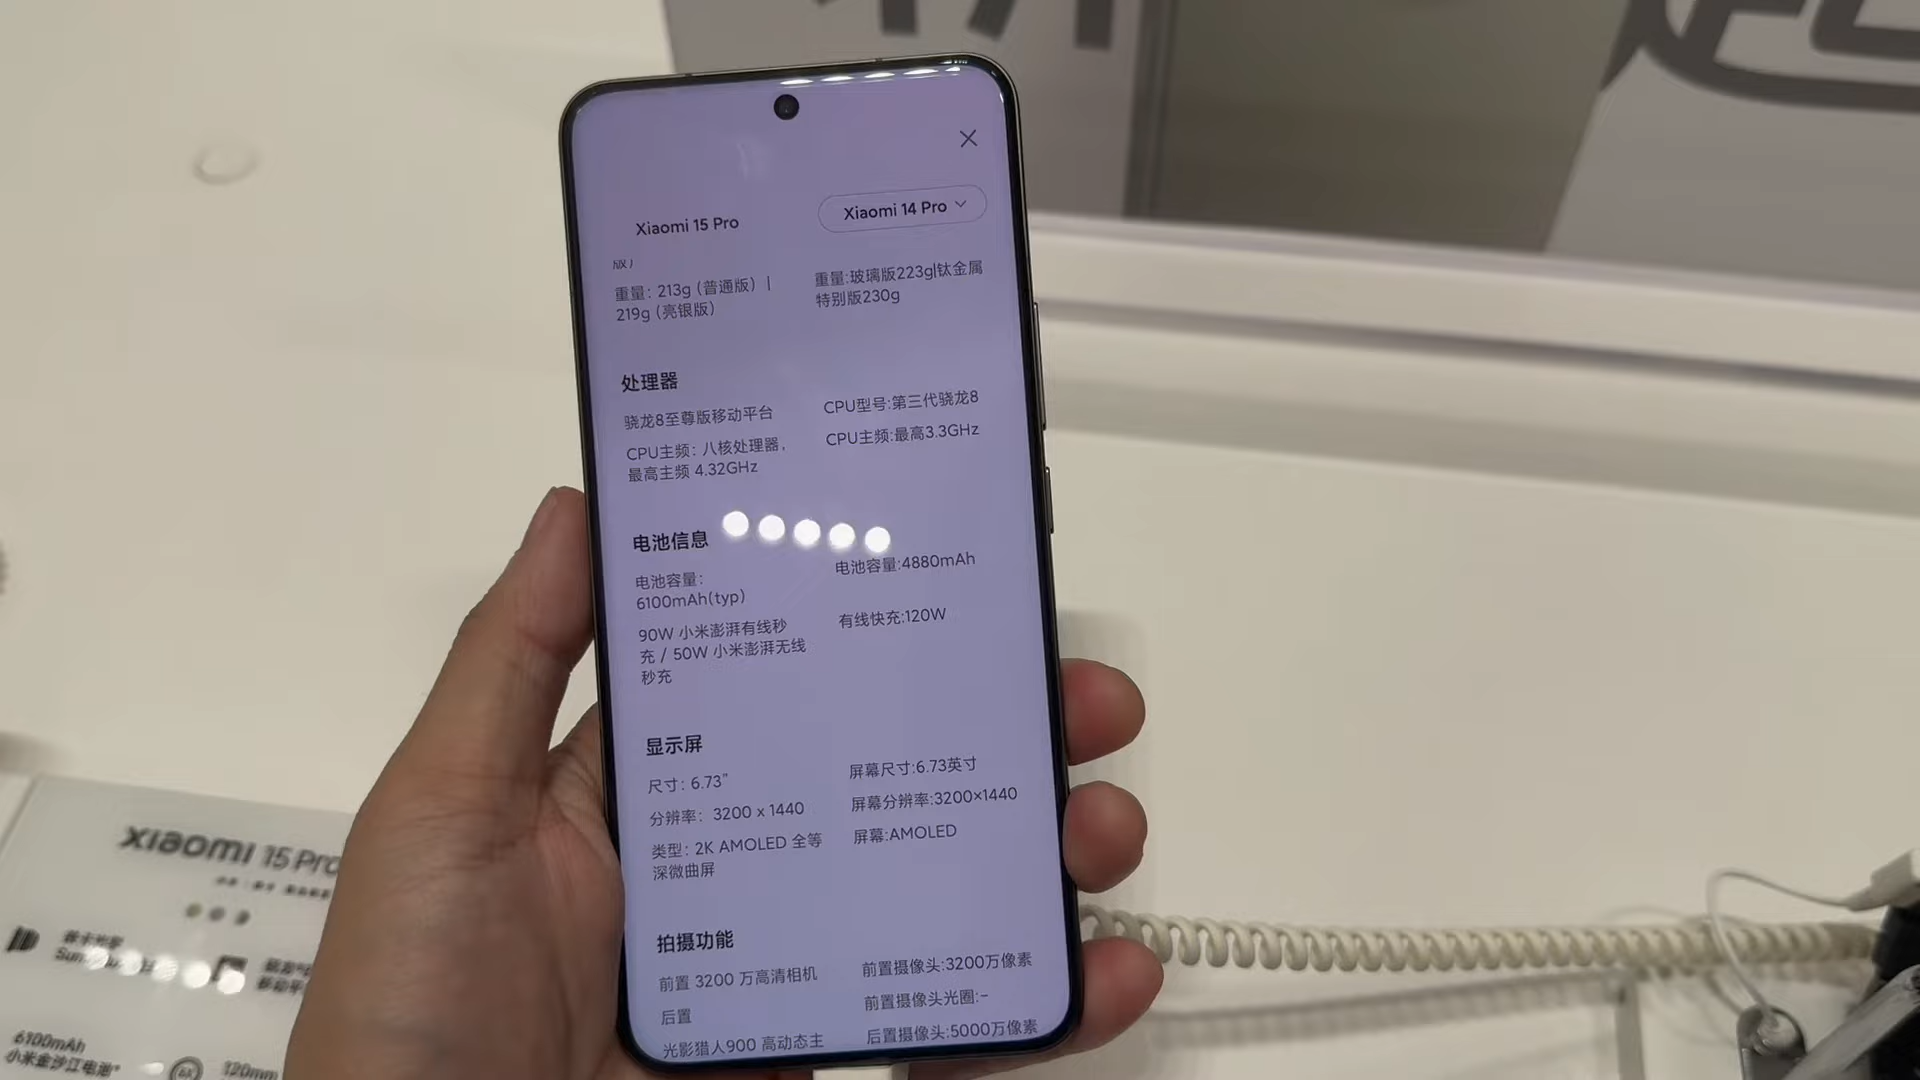 Xiaomi 15 Pro
Xiaomi 14 Pro
版)
重量：213g (普通版) |
219g (亮银版)
重量:玻璃版223g|钛金属
特别版230g
处理器
骁龙8至尊版移动平台
CPU主频：八核处理器，
最高主频 4.32GHz
CPU型号:第三代骁龙8
CPU主频:最高3.3GHz
电池信息
电池容量：
6100mAh(typ)
90W 小米澎湃有线秒
充 / 50W 小米澎湃无线
秒充
电池容量:4880mAh
有线快充:120W
显示屏
尺寸：6.73"
分辨率：3200 x 1440
类型：2K AMOLED 全等
深微曲屏
屏幕尺寸:6.73英寸
屏幕分辨率:3200×1440
屏幕:AMOLED
拍摄功能
前置 3200 万高清相机
后置
光影猎人900 高动态主
前置摄像头:3200万像素
前置摄像头光圈:-
后置摄像头:5000万像素
xiaomi 15 Pro
6100mAh
小米金沙江电池
120mm